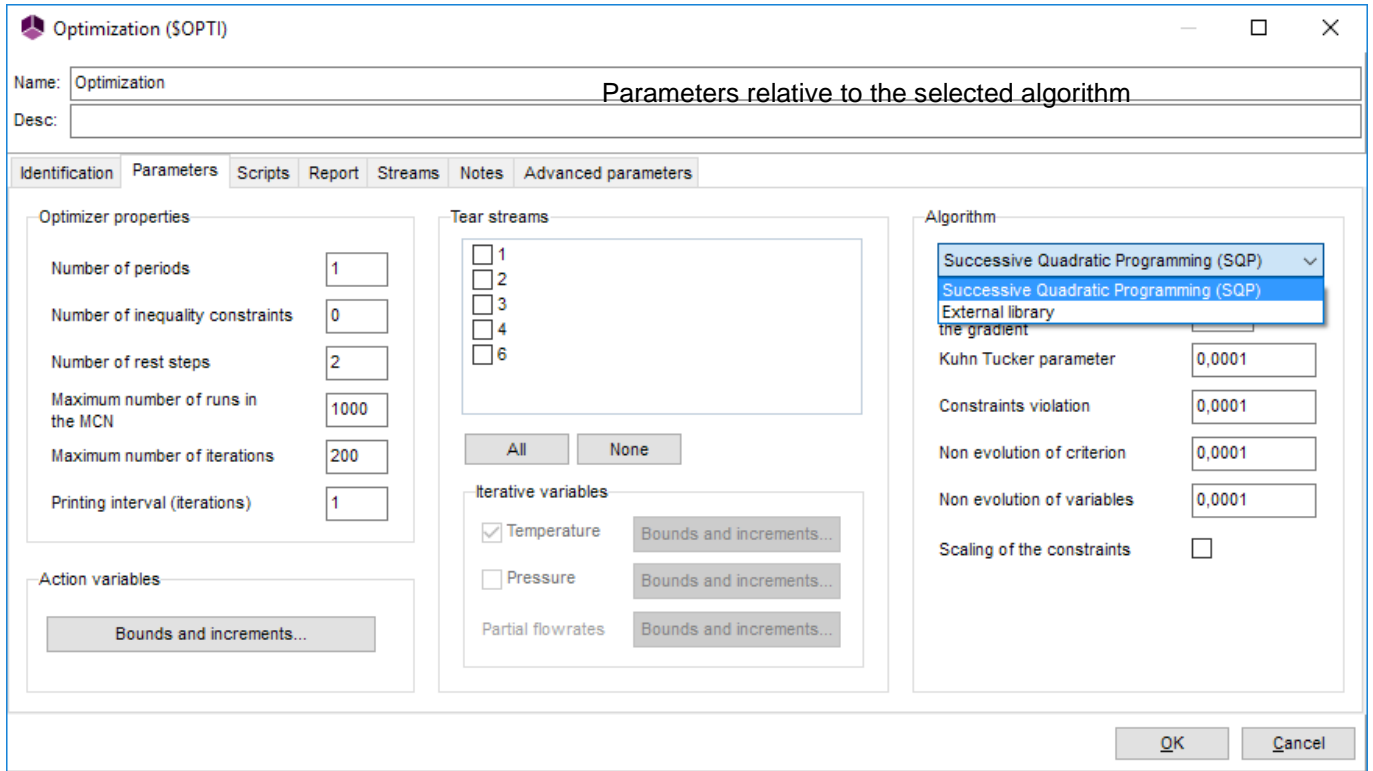 Optimization ($OPTI)
Name: Optimization
Parameters relative to the selected algorithm
Desc:
Identification Parameters Scripts Report Streams Notes Advanced parameters
Optimizer properties
Number of periods 1
Number of inequality constraints 0
Number of rest steps 2
Maximum number of runs in
the MCN 1000
Maximum number of iterations 200
Printing interval (iterations) 1
Action variables
Bounds and increments...
Tear streams
1
2
3
4
6
All None
Iterative variables
Temperature Bounds and increments...
Pressure Bounds and increments...
Partial flowrates Bounds and increments...
Algorithm
Successive Quadratic Programming (SQP)
Successive Quadratic Programming (SQP)
External library
the gradient
Kuhn Tucker parameter 0,0001
Constraints violation 0,0001
Non evolution of criterion 0,0001
Non evolution of variables 0,0001
Scaling of the constraints
OK Cancel